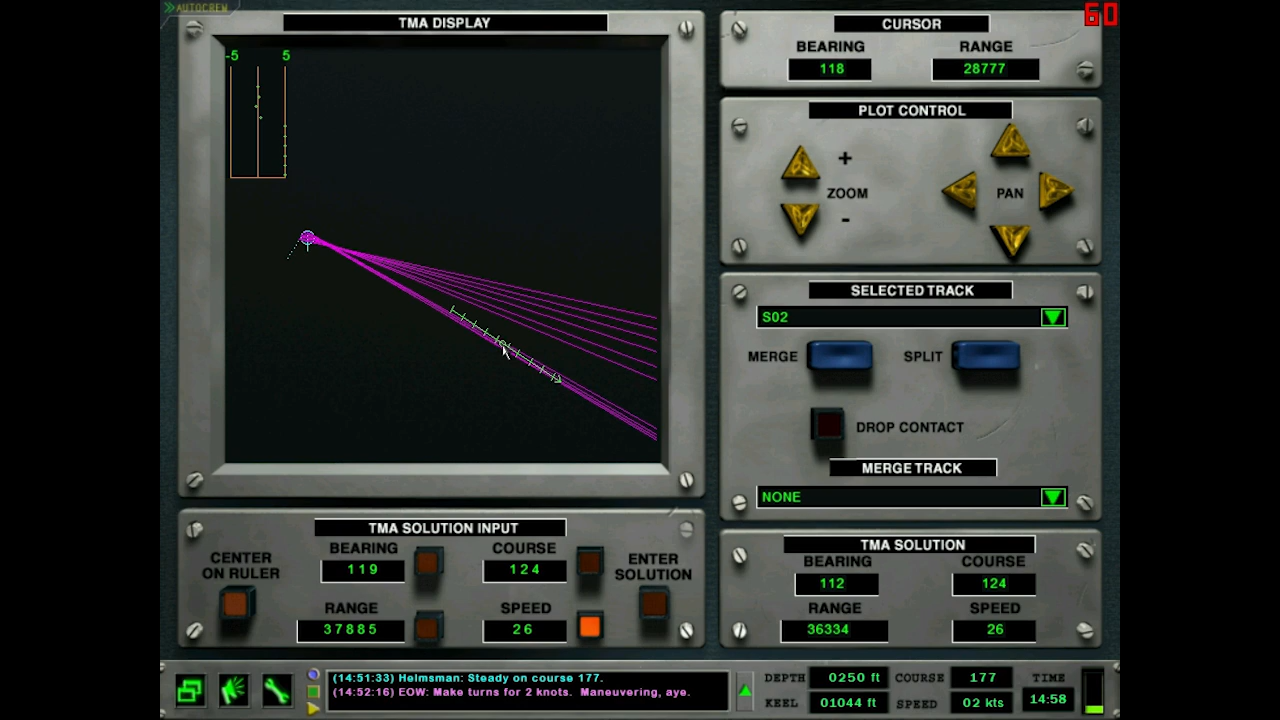 AUTOCREW
TMA DISPLAY
-5 5
CURSOR
60
BEARING RANGE
118 28777
PLOT CONTROL
+
ZOOM
-
PAN
SELECTED TRACK
S02
MERGE SPLIT
DROP CONTACT
MERGE TRACK
NONE
TMA SOLUTION INPUT
CENTER
ON RULER
BEARING
119
COURSE
124
ENTER
SOLUTION
RANGE
37885
SPEED
26
TMA SOLUTION
BEARING COURSE
112 124
RANGE SPEED
36334 26
(14:51:33) Helmsman: Steady on course 177.
(14:52:16) EOW: Make turns for 2 knots. Maneuvering, aye.
DEPTH 0250 ft COURSE 177 TIME
KEEL 01044 ft SPEED 02 kts 14:58